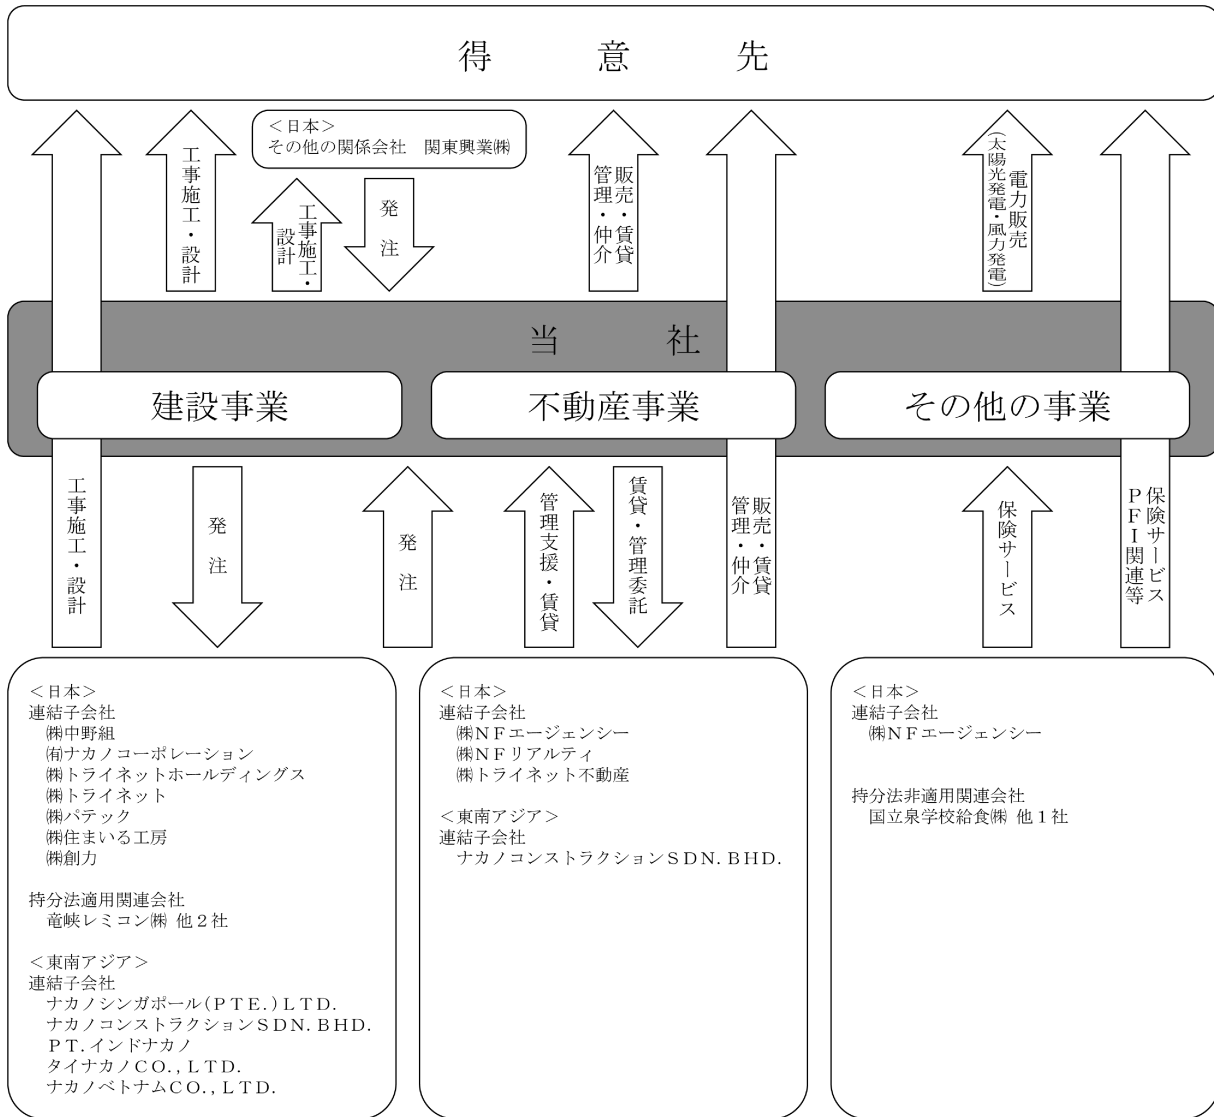 得意先
工事施工・設計
＜日本＞
その他の関係会社　関東興業㈱
工事施工・
設計
発注
販売・賃貸
管理・仲介
電力販売
(太陽光発電・風力発電)
当社
建設事業
不動産事業
その他の事業
工事施工・設計
発注
発注
管理支援・賃貸
賃貸・管理委託
販売・賃貸
管理・仲介
保険サービス
保険サービス
ＰＦＩ関連等
＜日本＞
連結子会社
㈱中野組
㈲ナカノコーポレーション
㈱トライネットホールディングス
㈱トライネット
㈱パテック
㈱住まいる工房
㈱創力
持分法適用関連会社
竜峡レミコン㈱ 他２社
＜東南アジア＞
連結子会社
ナカノシンガポール(ＰＴＥ.)ＬＴＤ.
ナカノコンストラクションＳＤＮ.ＢＨＤ.
ＰＴ.インドナカノ
タイナカノＣＯ.,ＬＴＤ.
ナカノベトナムＣＯ.,ＬＴＤ.
＜日本＞
連結子会社
㈱ＮＦエージェンシー
㈱ＮＦリアルティ
㈱トライネット不動産
＜東南アジア＞
連結子会社
ナカノコンストラクションＳＤＮ.ＢＨＤ.
＜日本＞
連結子会社
㈱ＮＦエージェンシー
持分法非適用関連会社
国立泉学校給食㈱ 他１社